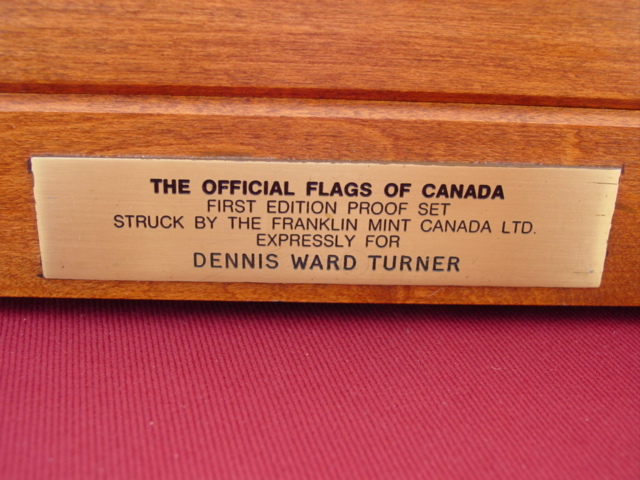 THE OFFICIAL FLAGS OF CANADA
FIRST EDITION PROOF SET
STRUCK BY THE FRANKLIN MINT CANADA LTD.
EXPRESSLY FOR
DENNIS WARD TURNER